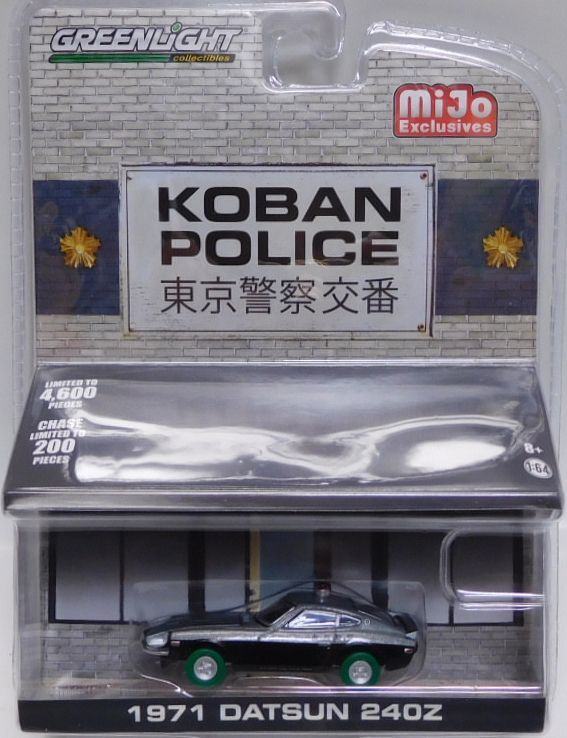 GREENLIGHT
collectibles
MiJo
Exclusives
KOBAN
POLICE
東京警察交番
LIMITED TO
4,600
PIECES
CHASE
LIMITED TO
200
PIECES
8+
1:64
1971 DATSUN 240Z